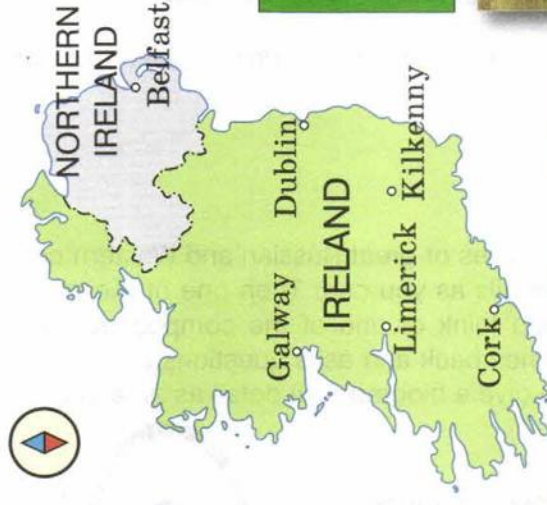 NORTHERN
IRELAND
Belfast
Galway
Dublin
IRELAND
Limerick
Kilkenny
Cork